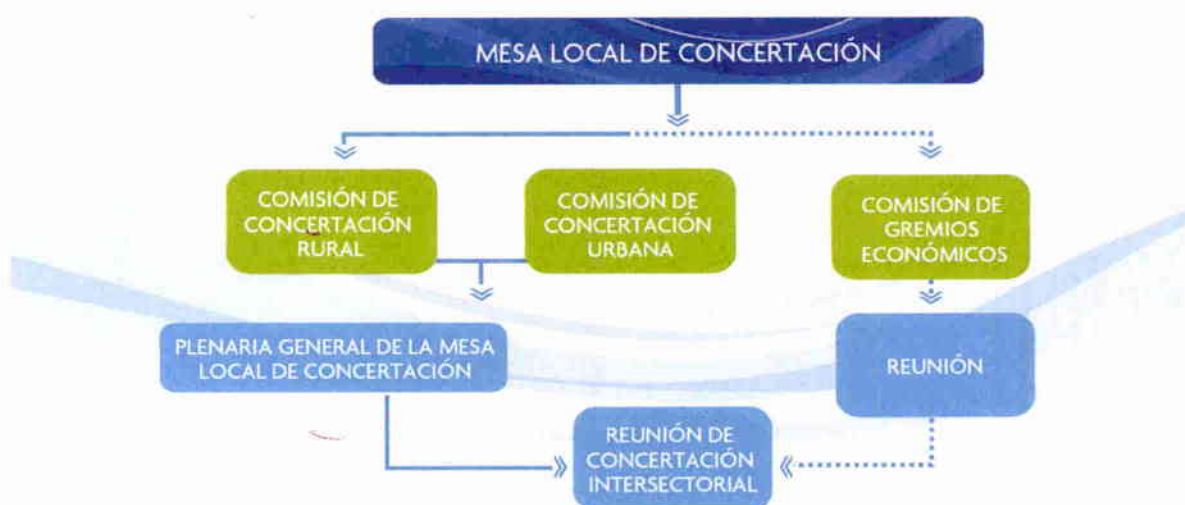 MESA LOCAL DE CONCERTACIÓN
COMISIÓN DE
CONCERTACIÓN
RURAL
COMISIÓN DE
CONCERTACIÓN
URBANA
COMISIÓN DE
GREMIOS
ECONÓMICOS
PLENARIA GENERAL DE LA MESA
LOCAL DE CONCERTACIÓN
REUNIÓN
REUNIÓN DE
CONCERTACIÓN
INTERSECTORIAL